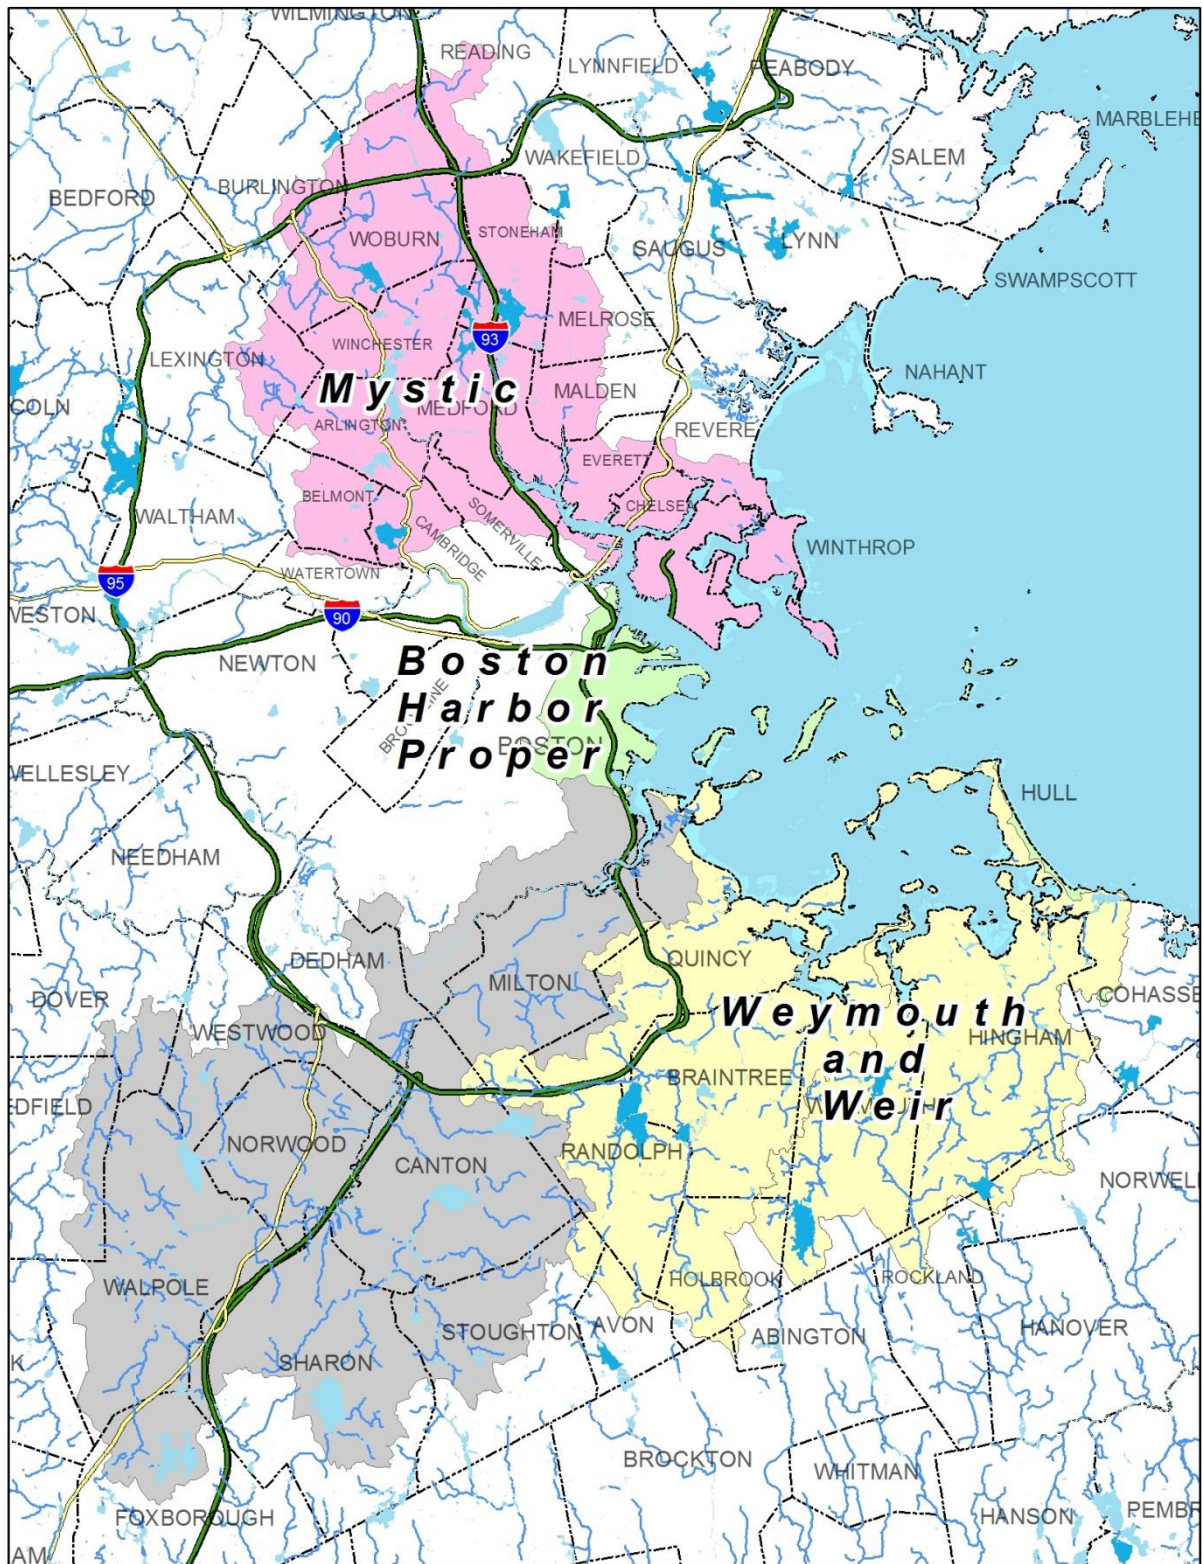 WILMINGTON
READING
LYNNFIELD
PEABODY
MARBLEHE
SALEM
WAKEFIELD
BURLINGTON
BEDFORD
WOBURN
STONEHAM
SAUGUS
LYNN
SWAMPSCOTT
MELROSE
93
WINCHESTER
LEXINGTON
NAHANT
Mystic
MALDEN
COLN
MEDFORD
ARLINGTON
REVERE
EVERETT
BELMONT
CHELSEA
SOMERVILLE
WALTHAM
CAMBRIDGE
WINTHROP
WATERTOWN
95
WESTON
90
NEWTON
Boston
Harbor
Proper
BOSTON
WELLESLEY
HULL
NEEDHAM
QUINCY
DEDHAM
MILTON
DOVER
COHASSE
Weymouth
and
Weir
WESTWOOD
HINGHAM
BRAINTREE
EDFIELD
NORWOOD
RANDOLPH
CANTON
NORWELL
HOLBROOK
ROCKLAND
WALPOLE
HANOVER
STOUGHTON
AVON
ABINGTON
SHARON
K
BROCKTON
WHITMAN
FOXBOROUGH
HANSON
PEMBR
AM